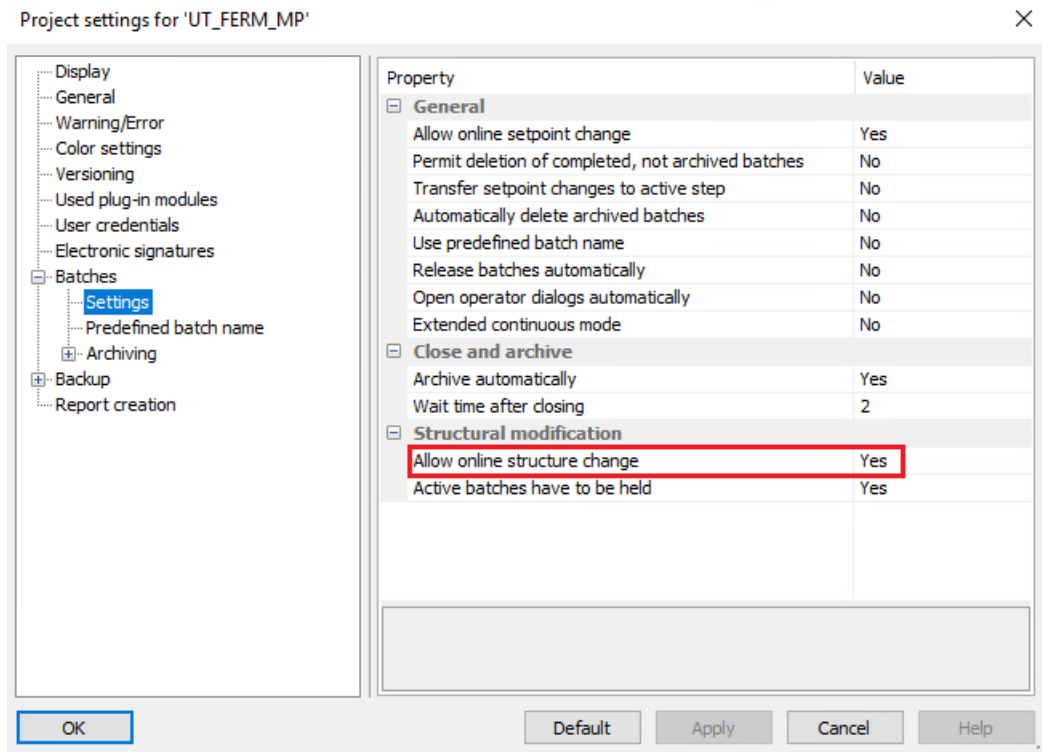 Project settings for 'UT_FERM_MP'
Display
General
Warning/Error
Color settings
Versioning
Used plug-in modules
User credentials
Electronic signatures
Batches
Settings
Predefined batch name
Archiving
Backup
Report creation
Property Value
General
Allow online setpoint change Yes
Permit deletion of completed, not archived batches No
Transfer setpoint changes to active step No
Automatically delete archived batches No
Use predefined batch name No
Release batches automatically No
Open operator dialogs automatically No
Extended continuous mode No
Close and archive
Archive automatically Yes
Wait time after closing 2
Structural modification
Allow online structure change Yes
Active batches have to be held Yes
OK Default Apply Cancel Help